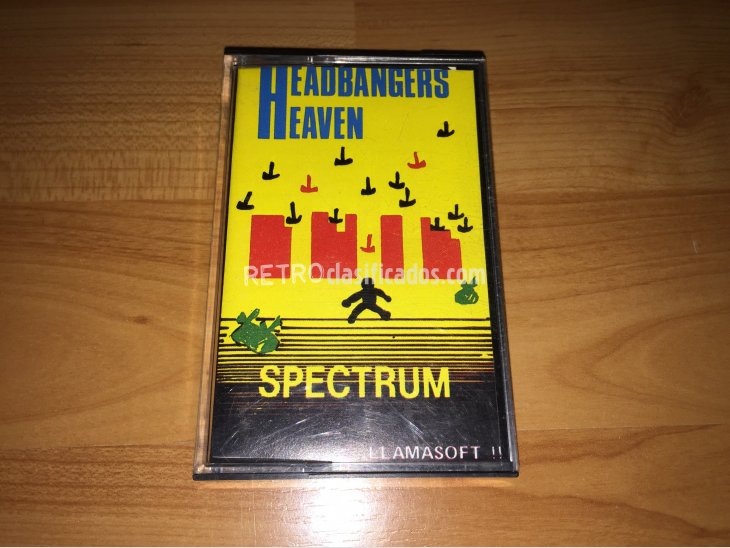 HEADBANGERS
HEAVEN
RETROclasificados.com
SPECTRUM
LLAMASOFT !!